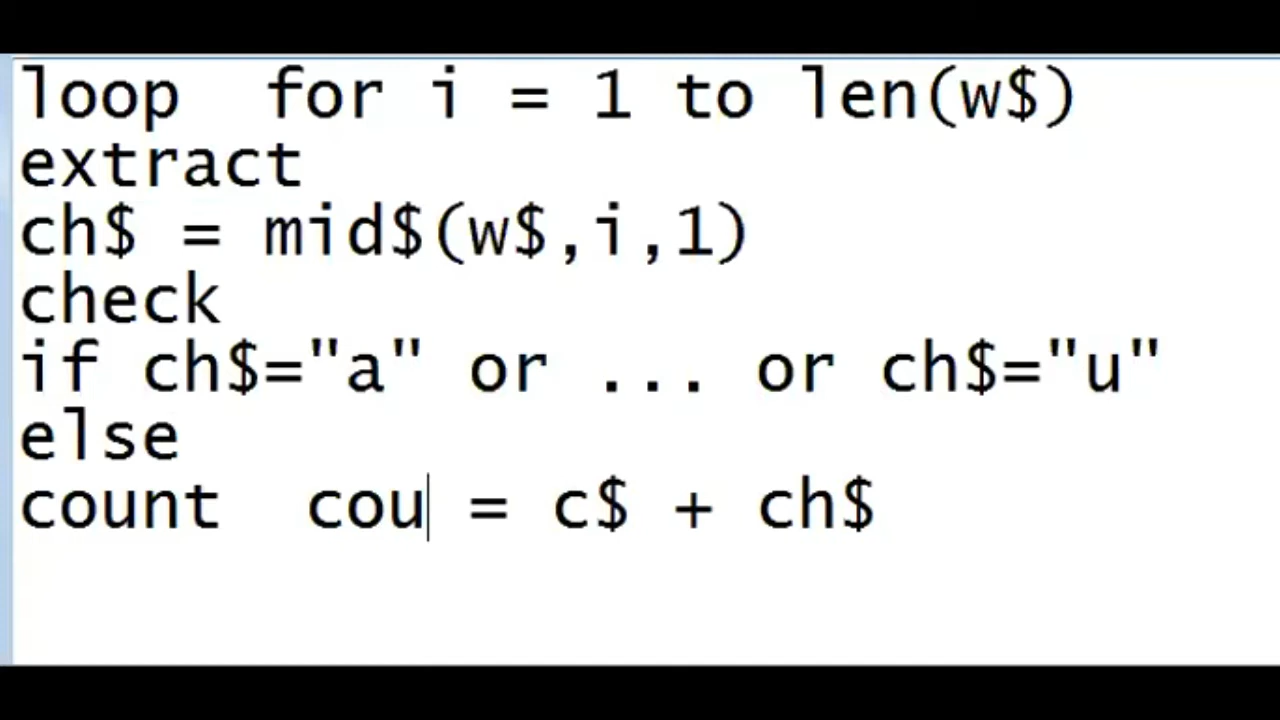 loop  for i = 1 to len(w$)
extract
ch$ = mid$(w$,i,1)
check
if ch$="a" or ... or ch$="u"
else
count  cou = c$ + ch$